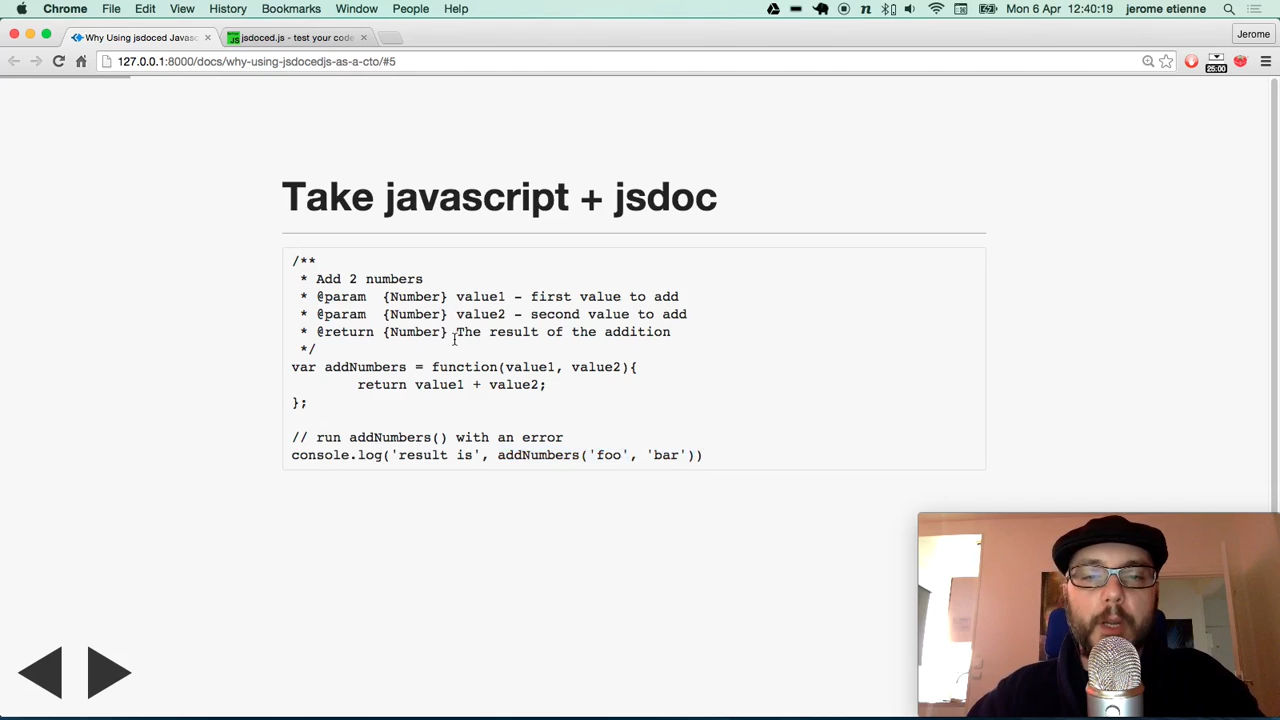 Chrome File Edit View History Bookmarks Window People Help Mon 6 Apr 12:40:19 jerome etienne
Why Using jsdoced Javasc jsdoced.js - test your code Jerome
127.0.0.1:8000/docs/why-using-jsdocedjs-as-a-cto/#5 25:00
Take javascript + jsdoc
/**
* Add 2 numbers
* @param {Number} value1 - first value to add
* @param {Number} value2 - second value to add
* @return {Number} The result of the addition
*/
var addNumbers = function(value1, value2){
return value1 + value2;
};
// run addNumbers() with an error
console.log('result is', addNumbers('foo', 'bar'))